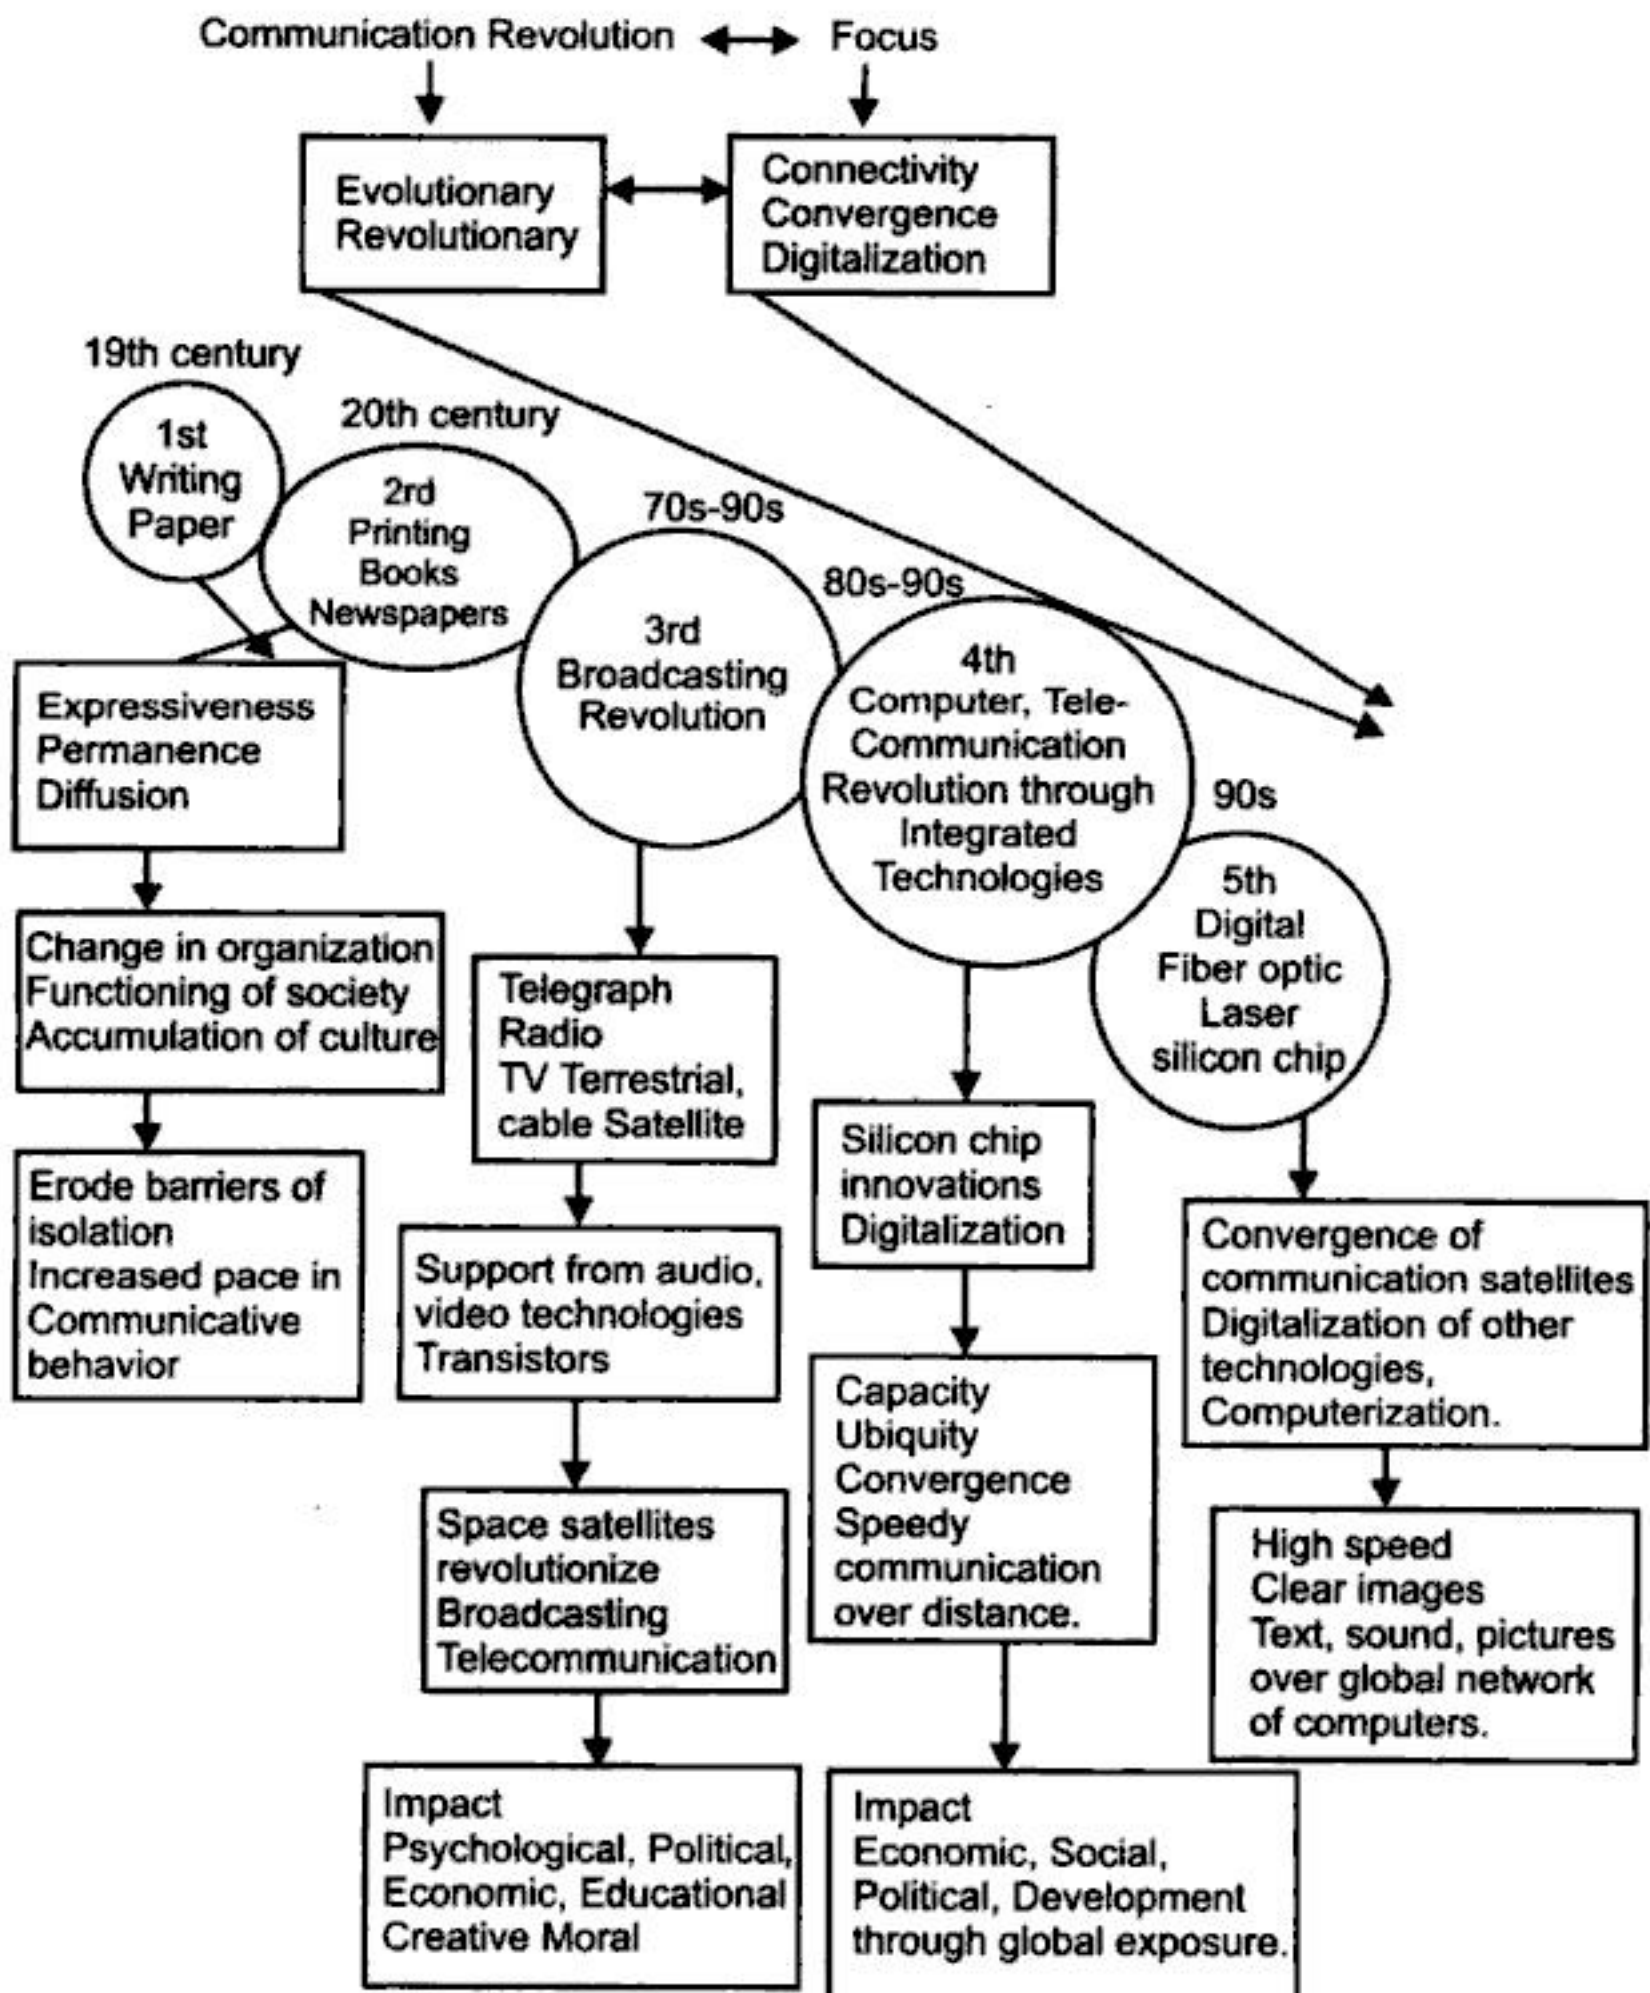 Communication Revolution
Focus
Evolutionary
Revolutionary
Connectivity
Convergence
Digitalization
19th century
1st
Writing
Paper
20th century
2rd
Printing
Books
Newspapers
70s-90s
3rd
Broadcasting
Revolution
80s-90s
4th
Computer, Tele-
Communication
Revolution through
Integrated
Technologies
90s
5th
Digital
Fiber optic
Laser
silicon chip
Expressiveness
Permanence
Diffusion
Change in organization
Functioning of society
Accumulation of culture
Erode barriers of
isolation
Increased pace in
Communicative
behavior
Telegraph
Radio
TV Terrestrial,
cable Satellite
Support from audio,
video technologies
Transistors
Space satellites
revolutionize
Broadcasting
Telecommunication
Impact
Psychological, Political,
Economic, Educational
Creative Moral
Silicon chip
innovations
Digitalization
Capacity
Ubiquity
Convergence
Speedy
communication
over distance.
Impact
Economic, Social,
Political, Development
through global exposure.
Convergence of
communication satellites
Digitalization of other
technologies,
Computerization.
High speed
Clear images
Text, sound, pictures
over global network
of computers.